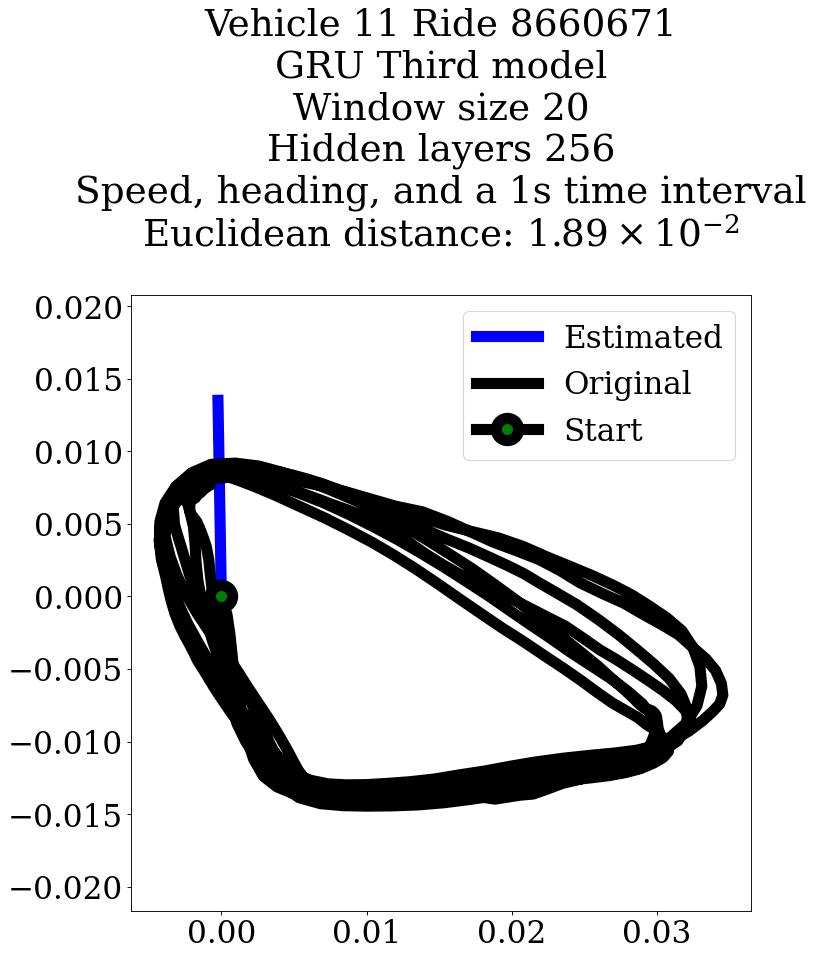 Vehicle 11 Ride 8660671
GRU Third model
Window size 20
Hidden layers 256
Speed, heading, and a 1s time interval
Euclidean distance: 1.89 × 10⁻²
0.020
0.015
0.010
0.005
0.000
−0.005
−0.010
−0.015
−0.020
Estimated
Original
Start
0.00 0.01 0.02 0.03